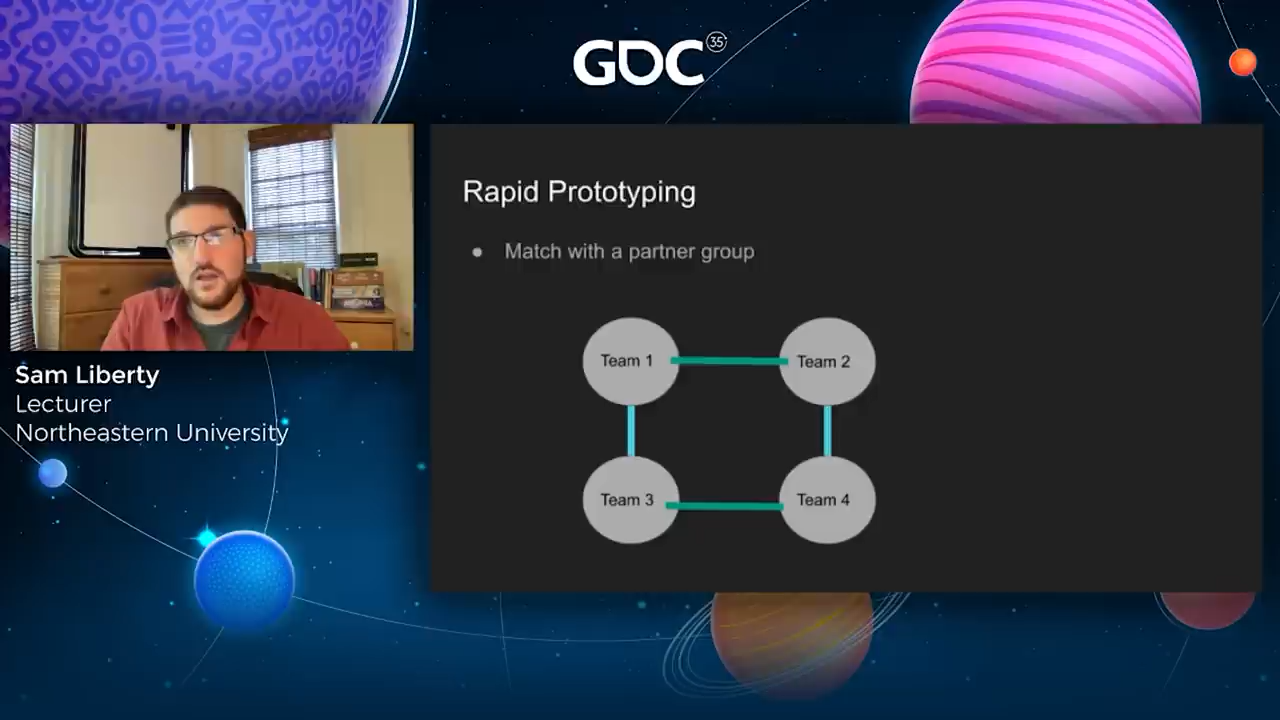 GDC 35
Sam Liberty
Lecturer
Northeastern University
Rapid Prototyping
● Match with a partner group
Team 1
Team 2
Team 3
Team 4